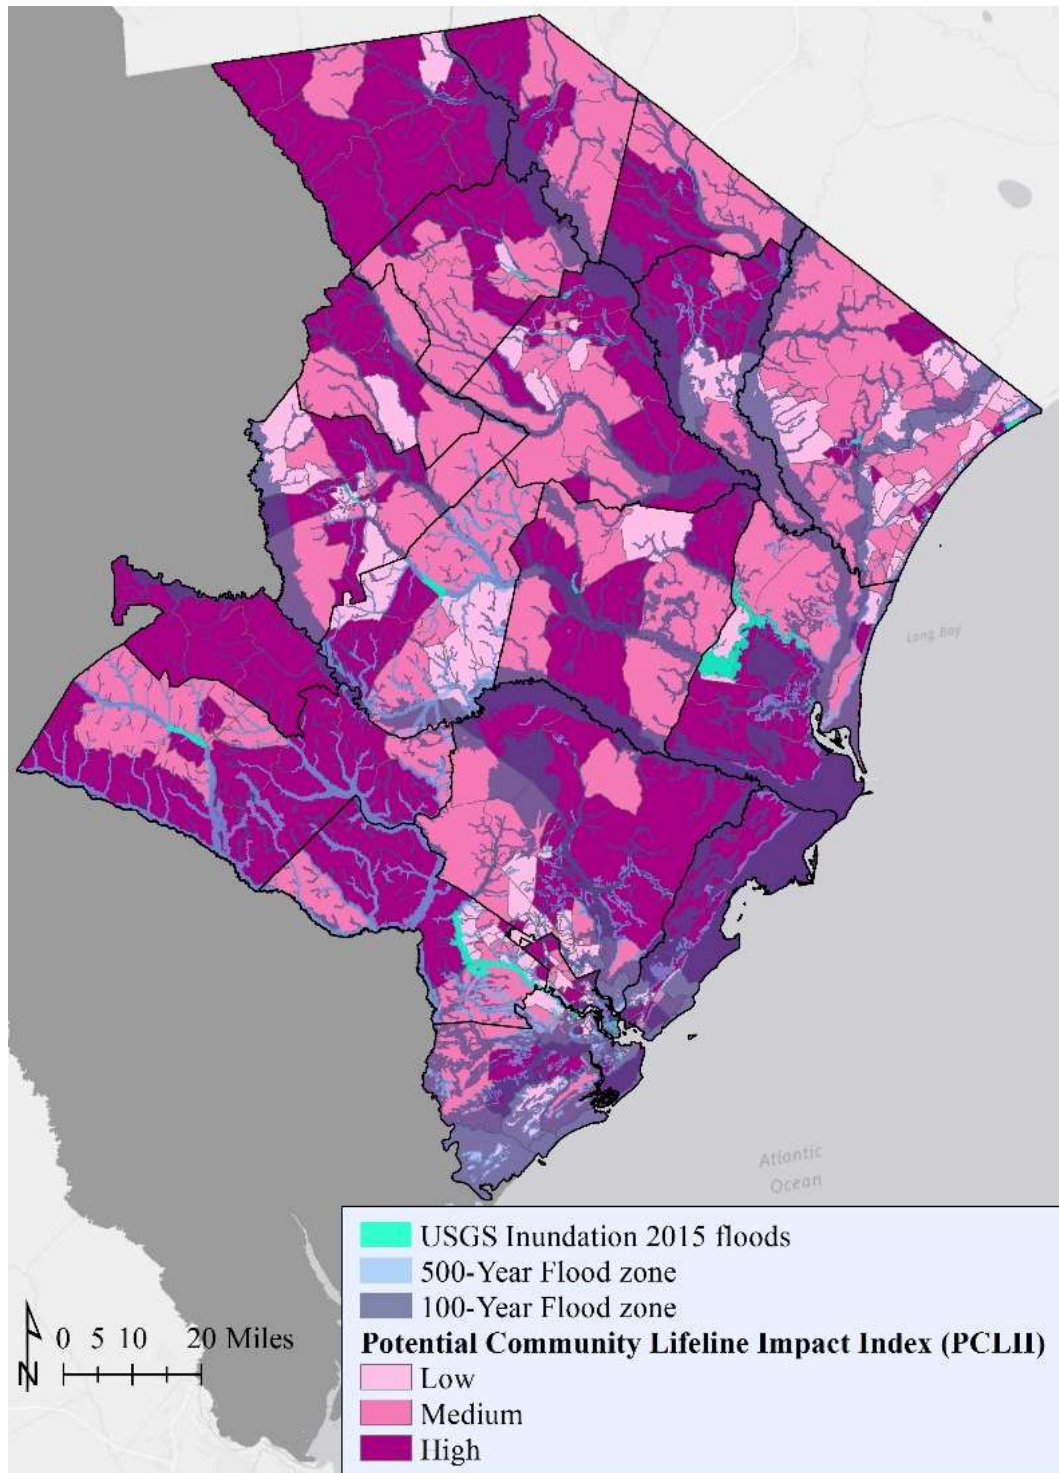 Long Bay
Atlantic
Ocean
USGS Inundation 2015 floods
500-Year Flood zone
100-Year Flood zone
Potential Community Lifeline Impact Index (PCLII)
Low
Medium
High
N
0 5 10 20 Miles